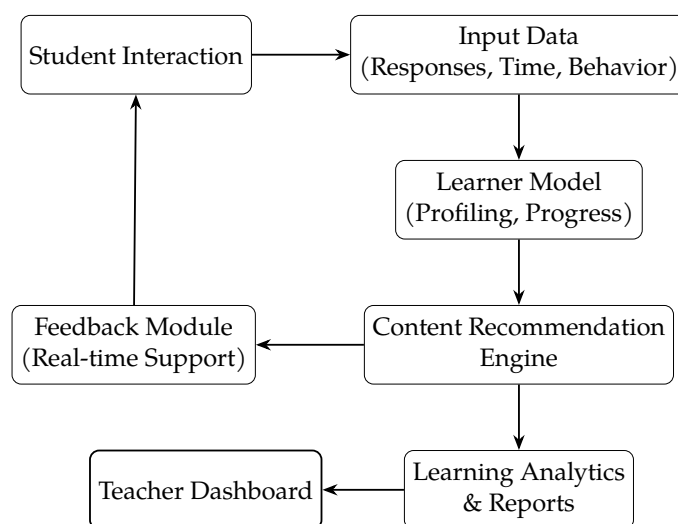 Student Interaction
Input Data
(Responses, Time, Behavior)
Learner Model
(Profiling, Progress)
Feedback Module
(Real-time Support)
Content Recommendation
Engine
Teacher Dashboard
Learning Analytics
& Reports